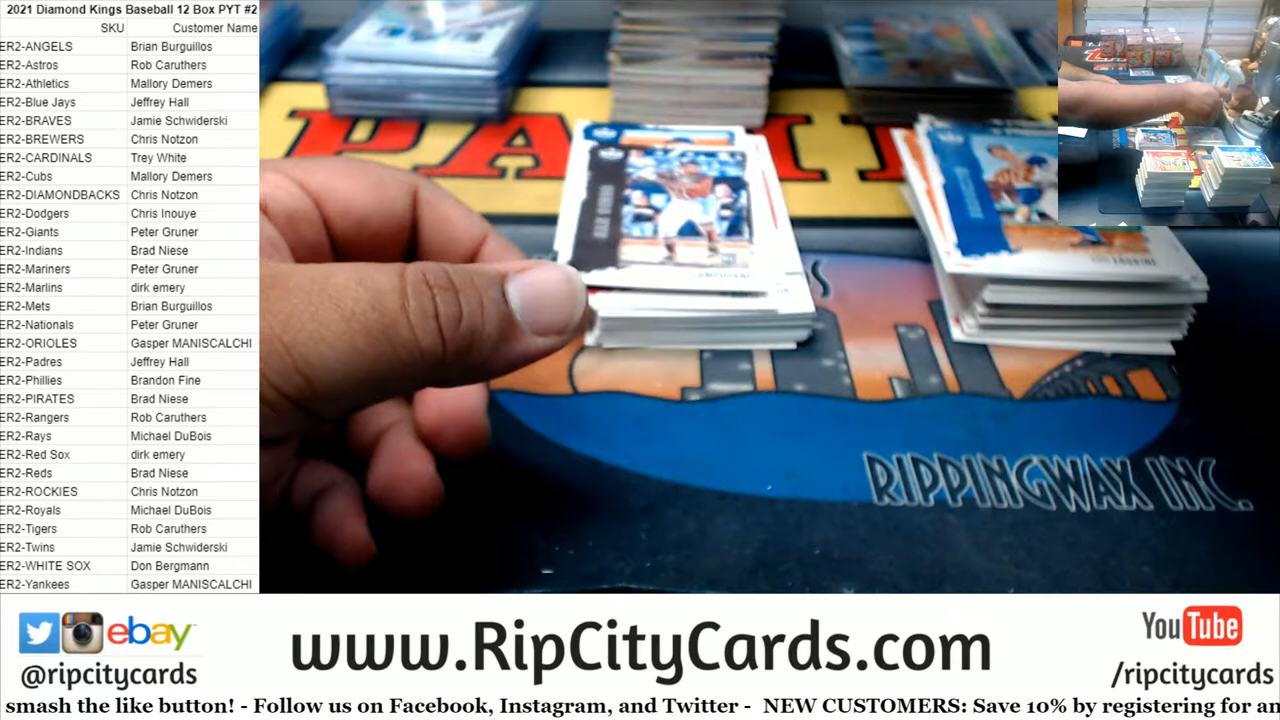 2021 Diamond Kings Baseball 12 Box PYT #2
SKU Customer Name
ER2-ANGELS Brian Burguillos
ER2-Astros Rob Caruthers
ER2-Athletics Mallory Demers
ER2-Blue Jays Jeffrey Hall
ER2-BRAVES Jamie Schwiderski
ER2-BREWERS Chris Notzon
ER2-CARDINALS Trey White
ER2-Cubs Mallory Demers
ER2-DIAMONDBACKS Chris Notzon
ER2-Dodgers Chris Inouye
ER2-Giants Peter Gruner
ER2-Indians Brad Niese
ER2-Mariners Peter Gruner
ER2-Marlins dirk emery
ER2-Mets Brian Burguillos
ER2-Nationals Peter Gruner
ER2-ORIOLES Gasper MANISCALCHI
ER2-Padres Jeffrey Hall
ER2-Phillies Brandon Fine
ER2-PIRATES Brad Niese
ER2-Rangers Rob Caruthers
ER2-Rays Michael DuBois
ER2-Red Sox dirk emery
ER2-Reds Brad Niese
ER2-ROCKIES Chris Notzon
ER2-Royals Michael DuBois
ER2-Tigers Rob Caruthers
ER2-Twins Jamie Schwiderski
ER2-WHITE SOX Don Bergmann
ER2-Yankees Gasper MANISCALCHI
PANI
RIPPINGWAX INC.
ebay
@ripcitycards
www.RipCityCards.com
YouTube
/ripcitycards
smash the like button! - Follow us on Facebook, Instagram, and Twitter - NEW CUSTOMERS: Save 10% by registering for an